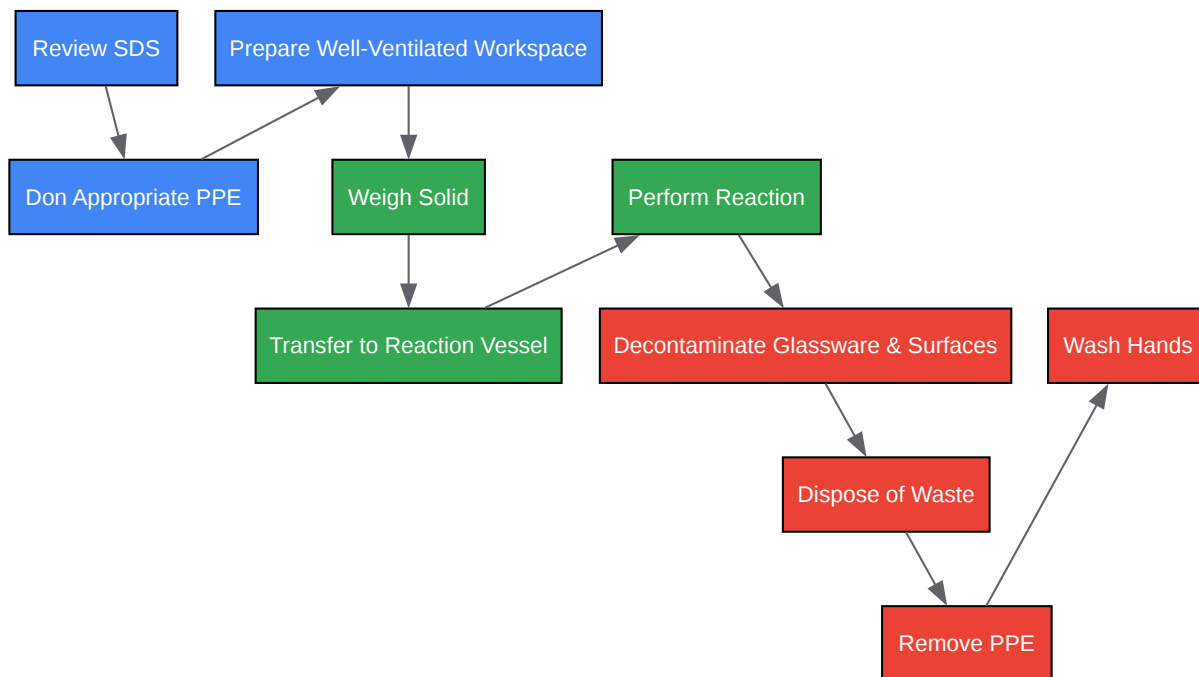 Review SDS
Prepare Well-Ventilated Workspace
Don Appropriate PPE
Weigh Solid
Perform Reaction
Transfer to Reaction Vessel
Decontaminate Glassware & Surfaces
Wash Hands
Dispose of Waste
Remove PPE